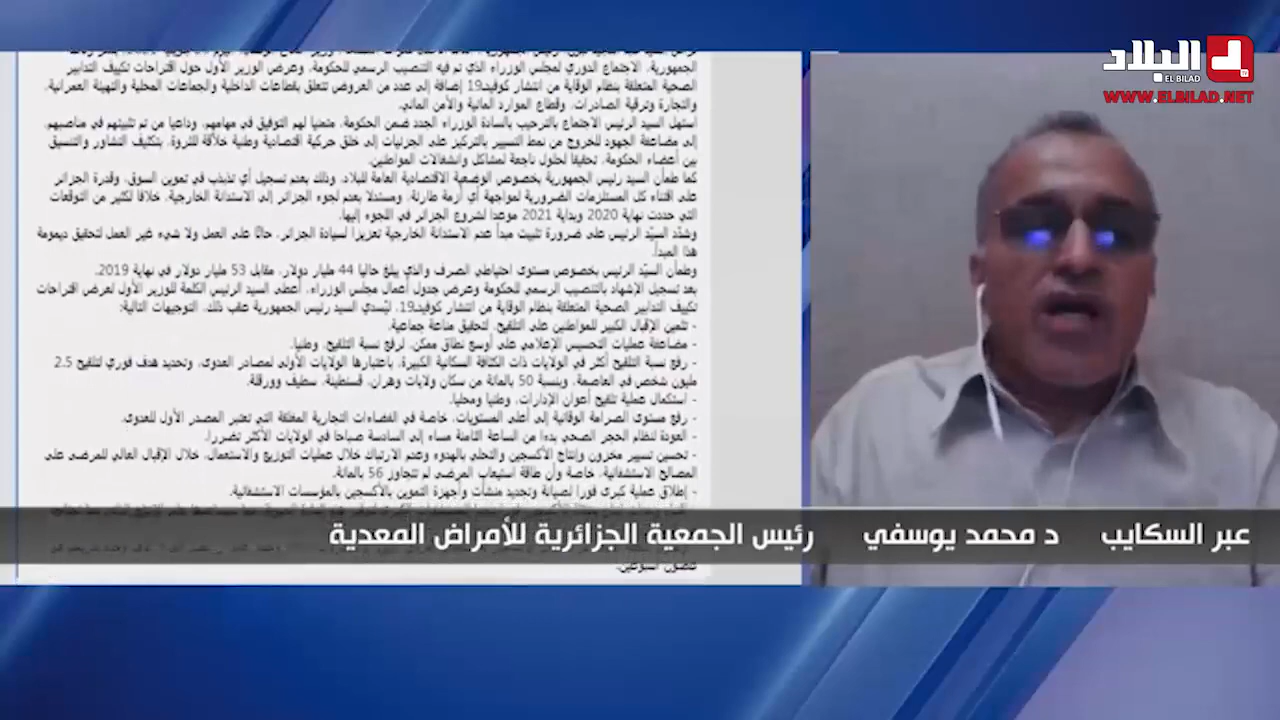 البلاد
EL BILAD
WWW.ELBILAD.NET
الجمهورية، الاجتماع الدوري لمجلس الوزراء الذي تم فيه التنصيب الرسمي للحكومة، وعرض الوزير الأول حول اقتراحات تكييف التدابير
الصحية المتعلقة بنظام الوقاية من انتشار كوفيد19 إضافة إلى عدد من العروض تتعلق بقطاعات الداخلية والجماعات المحلية والتهيئة العمرانية،
والتجارة وترقية الصادرات، وقطاع الموارد المائية والأمن المائي.
استهل السيد الرئيس الاجتماع بالترحيب بالسادة الوزراء الجدد ضمن الحكومة، متمنيا لهم التوفيق في مهامهم، وداعيا من تم تثبيتهم في مناصبهم،
إلى مضاعفة الجهود للخروج من نمط التسيير بالتركيز على الجزئيات إلى خلق حركية اقتصادية وطنية خلاقة للثروة، بتكثيف التشاور والتنسيق
بين أعضاء الحكومة، تحقيقا لحلول ناجعة لمشاكل وانشغالات المواطنين.
كما طمأن السيد رئيس الجمهورية بخصوص الوضعية الاقتصادية العامة للبلاد، وذلك بعدم تسجيل أي تذبذب في تموين السوق، وقدرة الجزائر
على اقتناء كل المستلزمات الضرورية لمواجهة أي أزمة طارئة، ومستدلا بعدم لجوء الجزائر إلى الاستدانة الخارجية، خلافا لكثير من التوقعات
التي حددت نهاية 2020 وبداية 2021 موعدا لشروع الجزائر في اللجوء إليها.
وشدّد السيّد الرئيس على ضرورة تثبيت مبدأ عدم الاستدانة الخارجية تعزيزا لسيادة الجزائر، حاثّا على العمل ولا شيء غير العمل لتحقيق ديمومة
هذا المبدأ.
وطمأن السيّد الرئيس بخصوص مستوى احتياطي الصرف والذي يبلغ حاليا 44 مليار دولار، مقابل 53 مليار دولار في نهاية 2019.
بعد تسجيل الإشهاد بالتنصيب الرسمي للحكومة وعرض جدول أعمال مجلس الوزراء، أعطى السيد الرئيس الكلمة للوزير الأول لعرض اقتراحات
تكييف التدابير الصحية المتعلقة بنظام الوقاية من انتشار كوفيد19، ليُسدي السيد رئيس الجمهورية عقب ذلك، التوجيهات التالية:
- تثمين الإقبال الكبير للمواطنين على التلقيح، لتحقيق مناعة جماعية.
- مضاعفة عمليات التحسيس الإعلامي على أوسع نطاق ممكن، لرفع نسبة التلقيح، وطنيا.
- رفع نسبة التلقيح أكثر في الولايات ذات الكثافة السكانية الكبيرة، باعتبارها الولايات الأولى لمصادر العدوى، وتحديد هدف فوري لتلقيح 2.5
مليون شخص في العاصمة، وبنسبة 50 بالمائة من سكان ولايات وهران، قسنطينة، سطيف وورقلة.
- استكمال عملية تلقيح أعوان الإدارات، وطنيا ومحليا.
- رفع مستوى الصرامة الوقائية إلى أعلى المستويات، خاصة في الفضاءات التجارية المغلقة التي تعتبر المصدر الأول للعدوى.
- العودة لنظام الحجر الصحي بدءا من الساعة الثامنة مساء إلى السادسة صباحا في الولايات الأكثر تضررا.
- تحسين تسيير مخزون وإنتاج الأكسجين والتحلي بالهدوء وعدم الارتباك خلال عمليات التوزيع والاستعمال، خلال الإقبال العالي للمرضى على
المصالح الاستشفائية، خاصة وأن طاقة استيعاب المرضى لم تتجاوز 56 بالمائة.
- إطلاق عملية كبرى فورا لصيانة وتجديد منشآت وأجهزة التموين بالأكسجين بالمؤسسات الاستشفائية.
عبر السكايب د محمد يوسفي رئيس الجمعية الجزائرية للأمراض المعدية